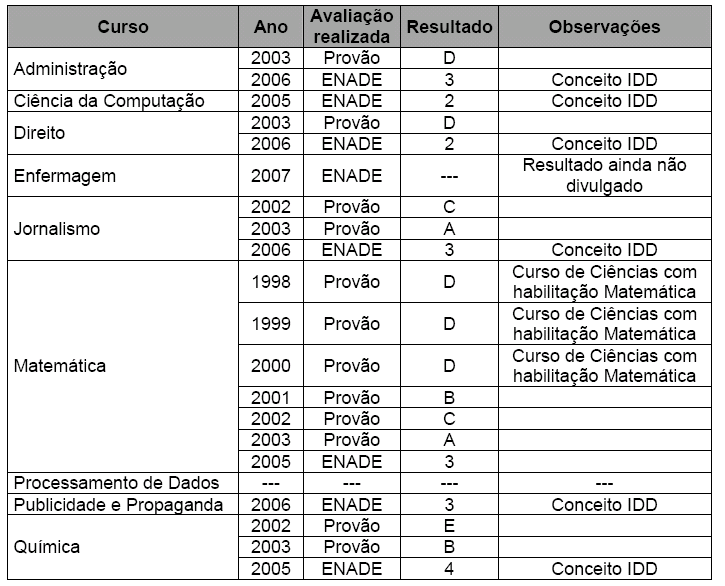 Curso Ano Avaliação realizada Resultado Observações
Administração 2003 Provão D
2006 ENADE 3 Conceito IDD
Ciência da Computação 2005 ENADE 2 Conceito IDD
Direito 2003 Provão D
2006 ENADE 2 Conceito IDD
Enfermagem 2007 ENADE --- Resultado ainda não divulgado
Jornalismo 2002 Provão C
2003 Provão A
2006 ENADE 3 Conceito IDD
Matemática 1998 Provão D Curso de Ciências com habilitação Matemática
1999 Provão D Curso de Ciências com habilitação Matemática
2000 Provão D Curso de Ciências com habilitação Matemática
2001 Provão B
2002 Provão C
2003 Provão A
2005 ENADE 3
Processamento de Dados --- --- --- ---
Publicidade e Propaganda 2006 ENADE 3 Conceito IDD
Química 2002 Provão E
2003 Provão B
2005 ENADE 4 Conceito IDD